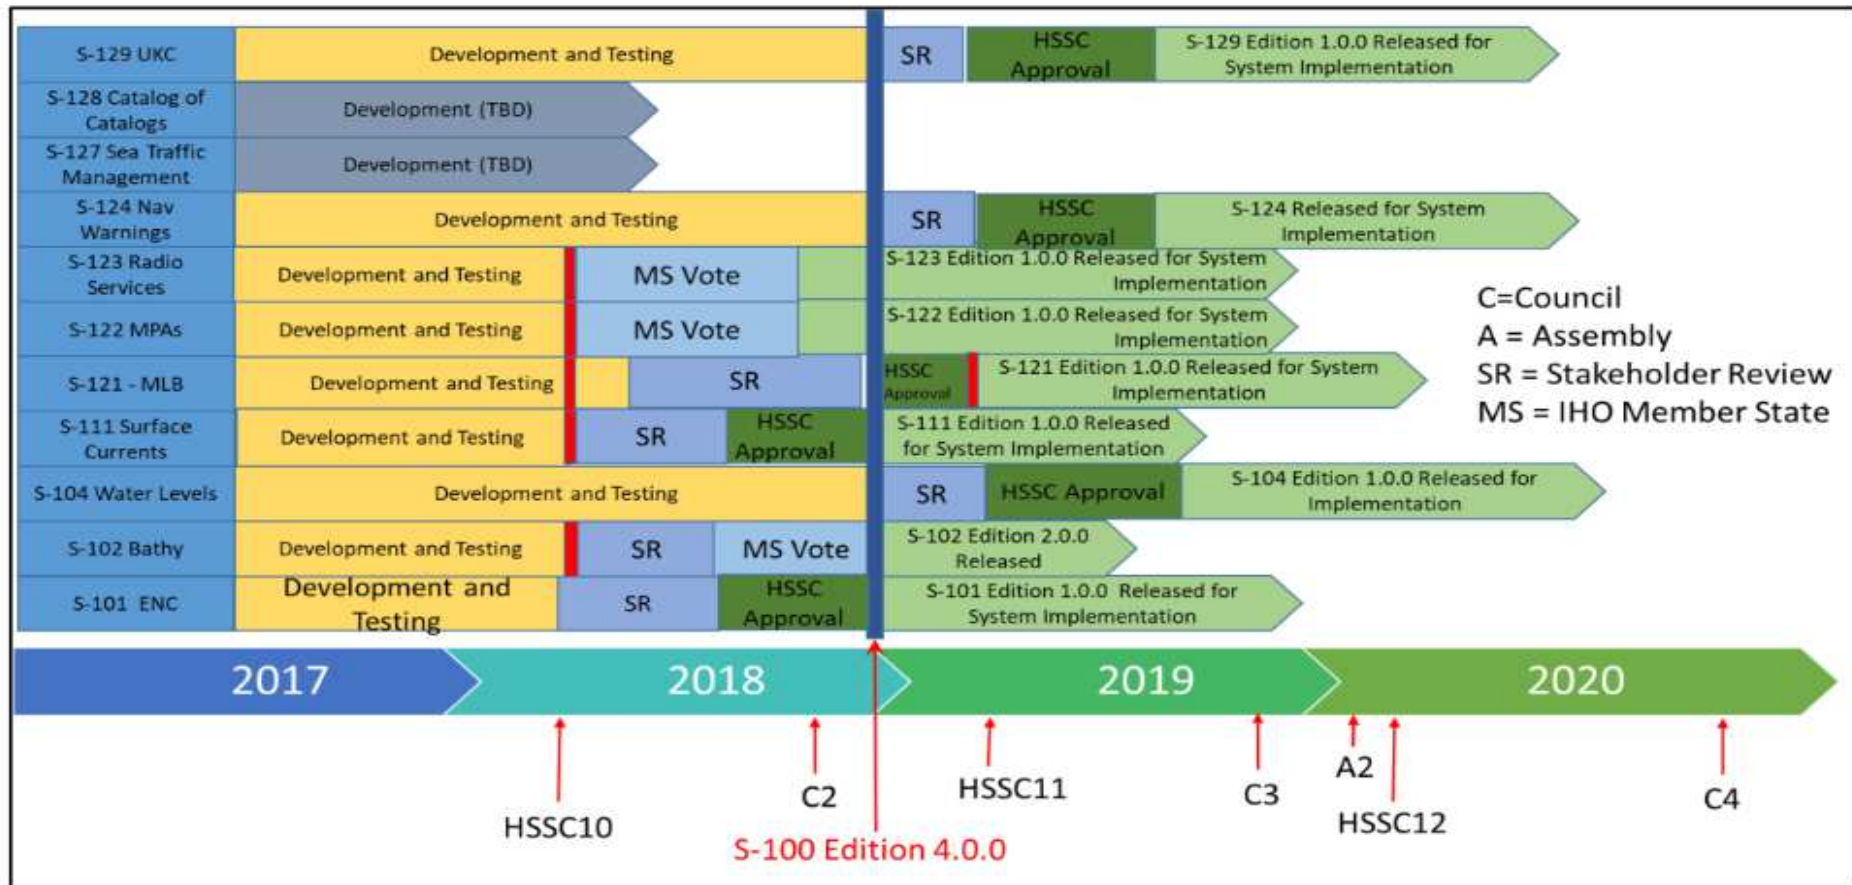 S-129 UKC
Development and Testing
SR
HSSC
Approval
S-129 Edition 1.0.0 Released for
System Implementation
S-128 Catalog of
Catalogs
Development (TBD)
S-127 Sea Traffic
Management
Development (TBD)
S-124 Nav
Warnings
Development and Testing
SR
HSSC
Approval
S-124 Released for System
Implementation
S-123 Radio
Services
Development and Testing
MS Vote
S-123 Edition 1.0.0 Released for System
Implementation
S-122 MPAs
Development and Testing
MS Vote
S-122 Edition 1.0.0 Released for System
Implementation
S-121 - MLB
Development and Testing
SR
HSSC
Approval
S-121 Edition 1.0.0 Released for System
Implementation
S-111 Surface
Currents
Development and Testing
SR
HSSC
Approval
S-111 Edition 1.0.0 Released
for System Implementation
S-104 Water Levels
Development and Testing
SR
HSSC Approval
S-104 Edition 1.0.0 Released for
Implementation
S-102 Bathy
Development and Testing
SR
MS Vote
S-102 Edition 2.0.0
Released
S-101 ENC
Development and
Testing
SR
HSSC
Approval
S-101 Edition 1.0.0 Released for
System Implementation
C=Council
A = Assembly
SR = Stakeholder Review
MS = IHO Member State
2017
2018
2019
2020
HSSC10
C2
S-100 Edition 4.0.0
HSSC11
C3
A2
HSSC12
C4